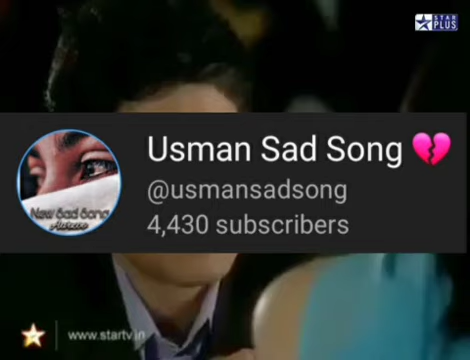 STAR
PLUS
Usman Sad Song 💔
@usmansadsong
4,430 subscribers
New Sad Song
www.startv.in